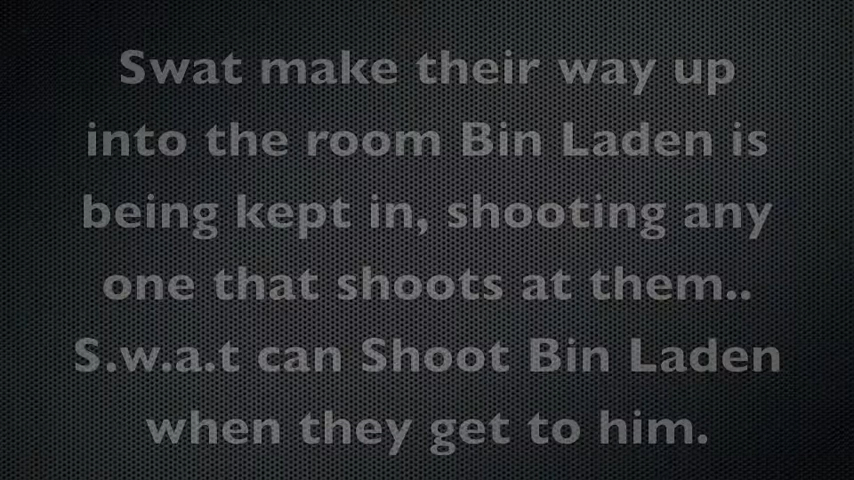 Swat make their way up
into the room Bin Laden is
being kept in, shooting any
one that shoots at them..
S.w.a.t can Shoot Bin Laden
when they get to him.